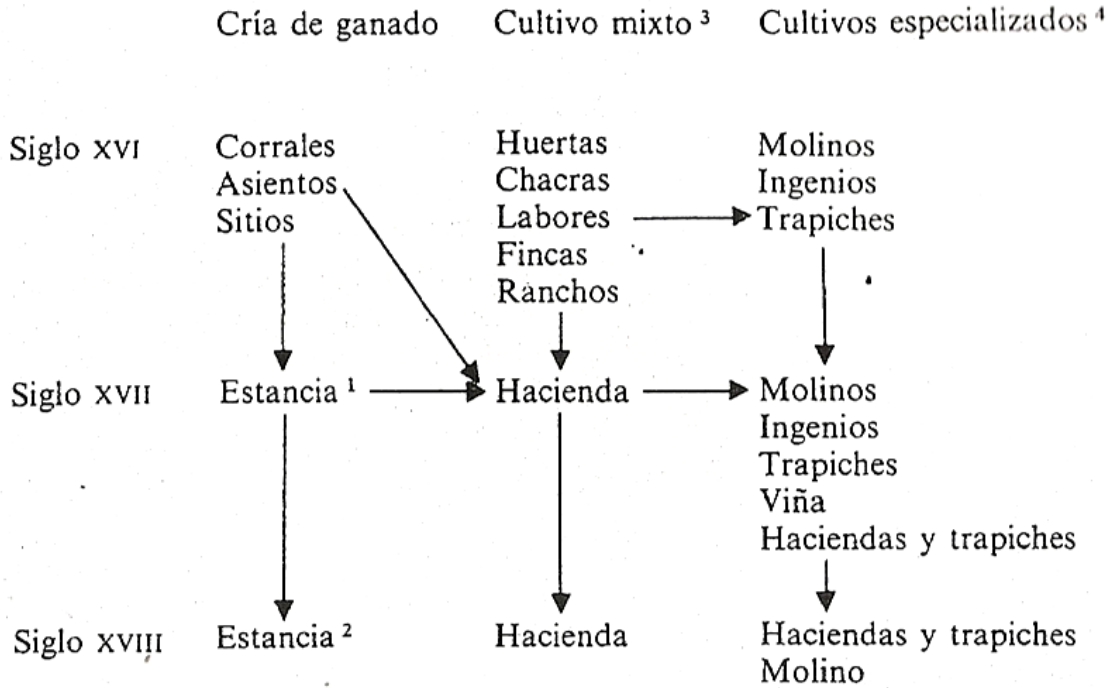 Cría de ganado Cultivo mixto ³ Cultivos especializados ⁴
Siglo XVI Corrales Huertas Molinos
Asientos Chacras Ingenios
Sitios Labores Trapiches
Fincas
Ranchos
Siglo XVII Estancia ¹ Hacienda Molinos
Ingenios
Trapiches
Viña
Haciendas y trapiches
Siglo XVIII Estancia ² Hacienda Haciendas y trapiches
Molino